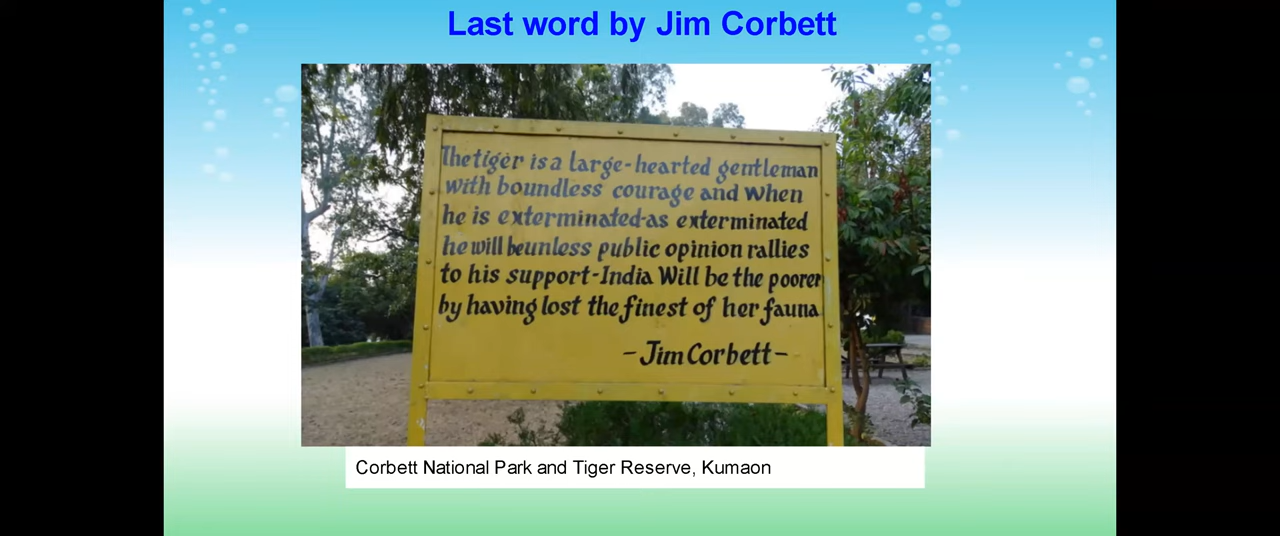 Last word by Jim Corbett
The tiger is a large-hearted gentleman
with boundless courage and when
he is exterminated-as exterminated
he will be unless public opinion rallies
to his support-India Will be the poorer
by having lost the finest of her fauna
-Jim Corbett-
Corbett National Park and Tiger Reserve, Kumaon